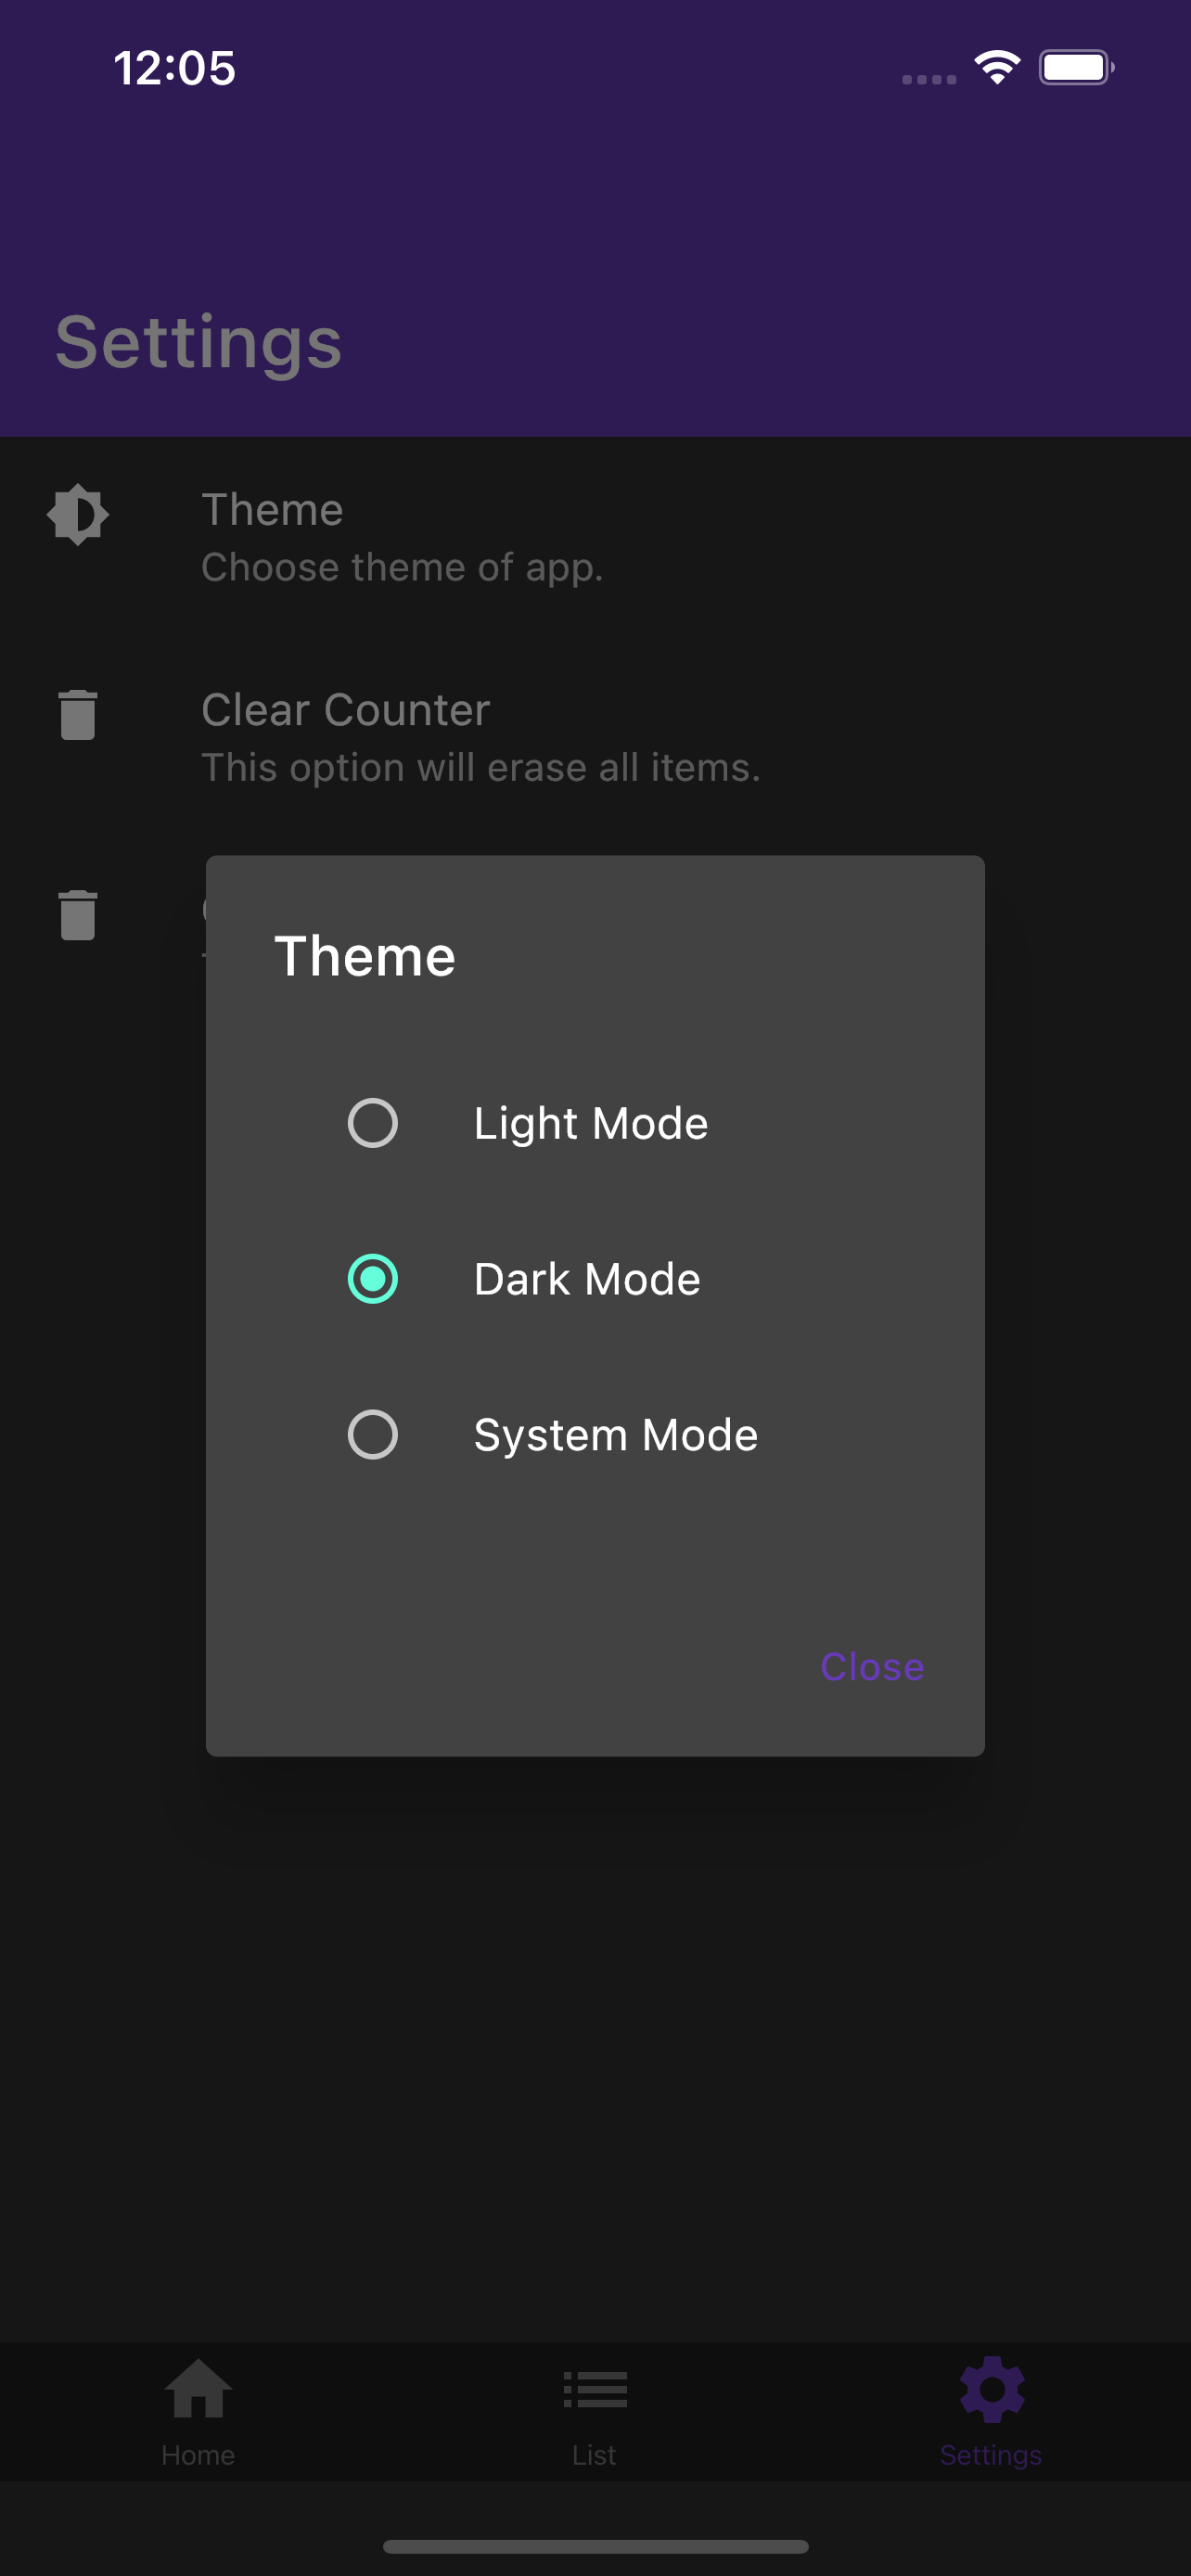 12:05
Settings
Theme
Choose theme of app.
Clear Counter
This option will erase all items.
Theme
Light Mode
Dark Mode
System Mode
Close
Home
List
Settings